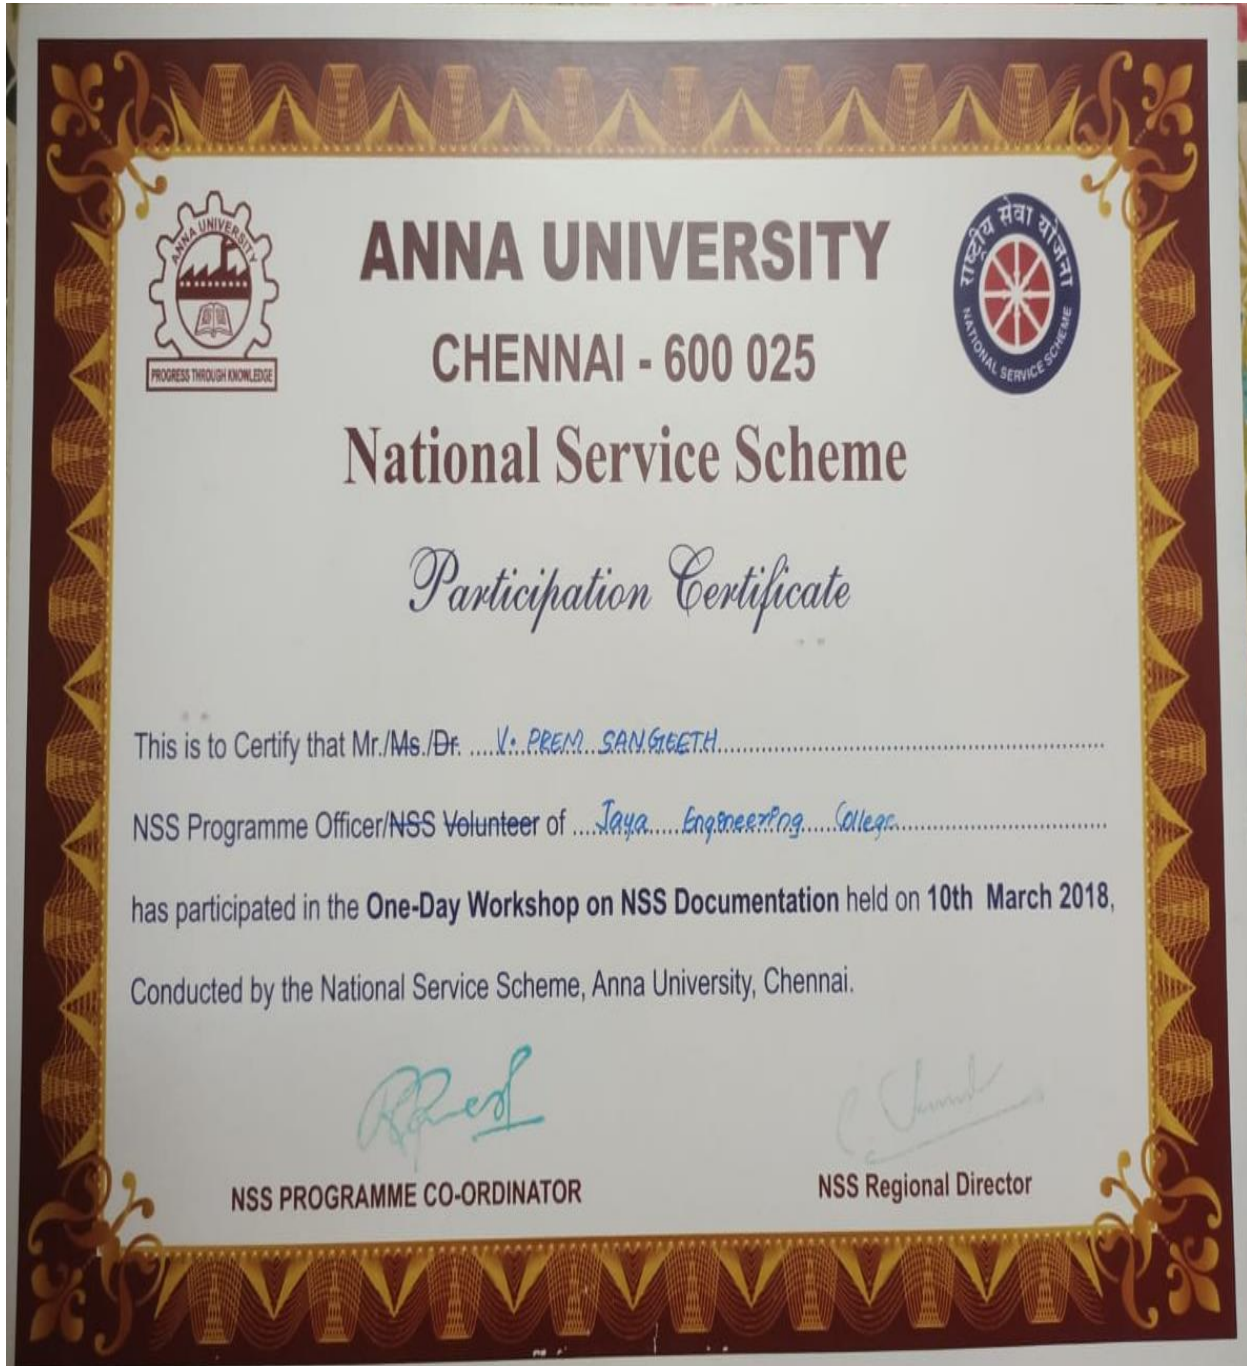 ANNA UNIVERSITY
PROGRESS THROUGH KNOWLEDGE
ANNA UNIVERSITY
CHENNAI - 600 025
राष्ट्रीय सेवा योजना
NATIONAL SERVICE SCHEME
National Service Scheme
Participation Certificate
This is to Certify that Mr./Ms./Dr. ....V. PREM SANGEETH....
NSS Programme Officer/NSS Volunteer of ....Jaya Engineering College....
has participated in the One-Day Workshop on NSS Documentation held on 10th March 2018,
Conducted by the National Service Scheme, Anna University, Chennai.
NSS PROGRAMME CO-ORDINATOR
NSS Regional Director